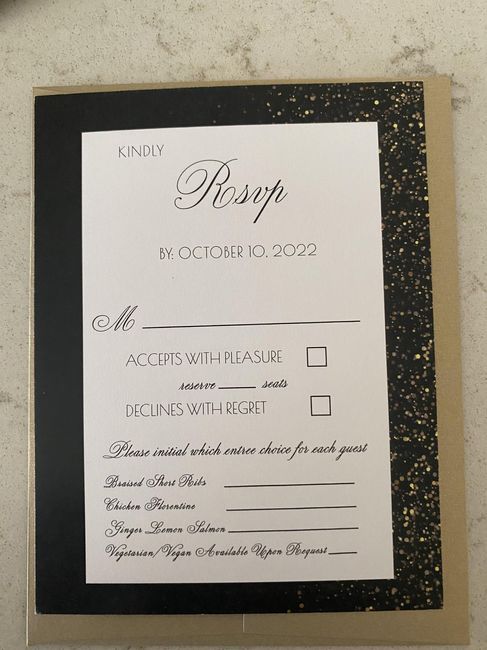 KINDLY
Rsvp
BY: OCTOBER 10, 2022
M
ACCEPTS WITH PLEASURE
reserve seats
DECLINES WITH REGRET
Please initial which entree choice for each guest
Braised Short Ribs
Chicken Florentine
Ginger Lemon Salmon
Vegetarian/Vegan Available Upon Request